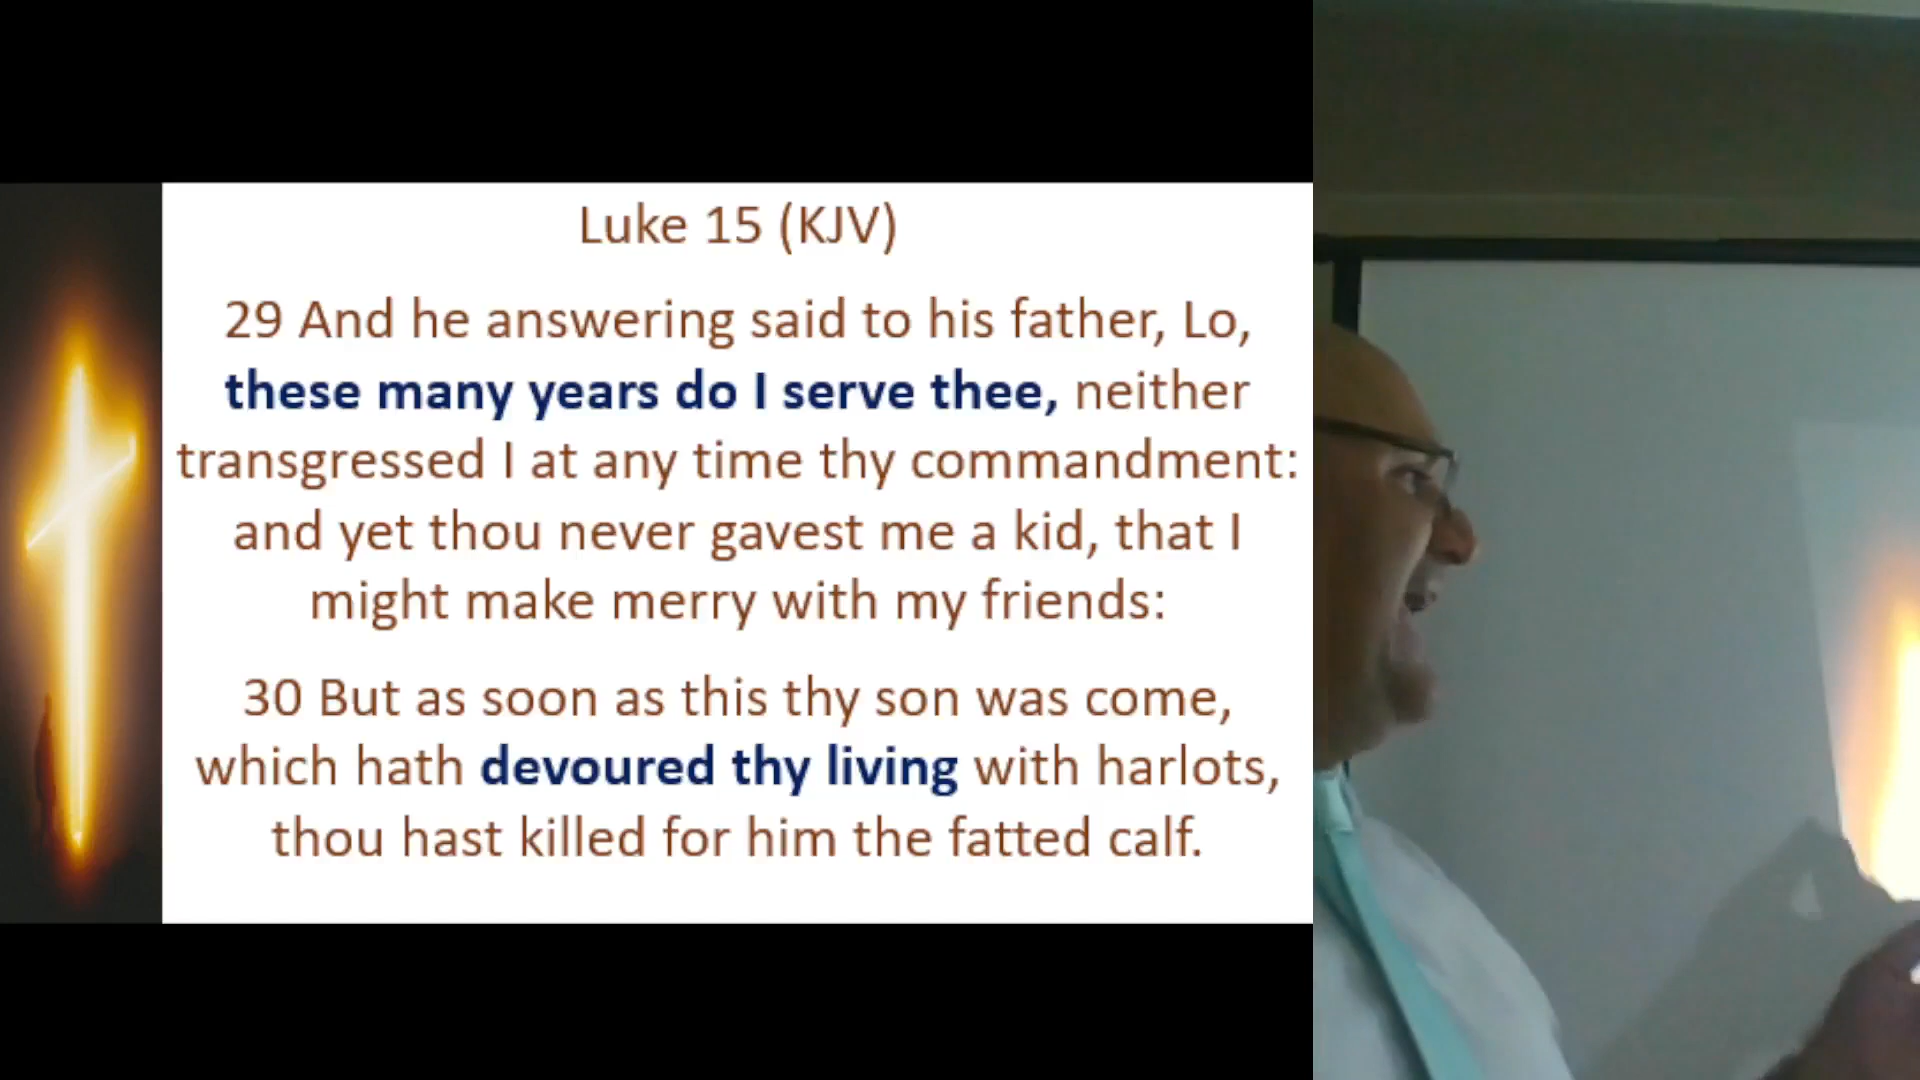 Luke 15 (KJV)
29 And he answering said to his father, Lo,
these many years do I serve thee, neither
transgressed I at any time thy commandment:
and yet thou never gavest me a kid, that I
might make merry with my friends:
30 But as soon as this thy son was come,
which hath devoured thy living with harlots,
thou hast killed for him the fatted calf.